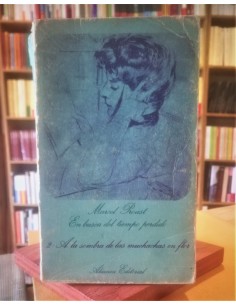 Marcel Proust
En busca del tiempo perdido
2. A la sombra de las muchachas en flor
Alianza Editorial